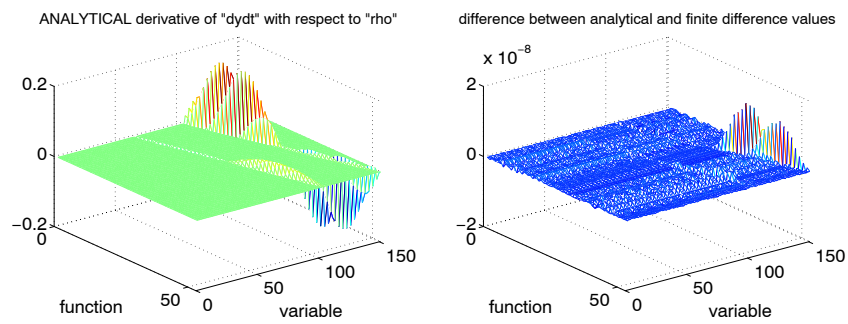 ANALYTICAL derivative of "dydt" with respect to "rho"
0.2
0
−0.2
0
50
function
0
50
100
150
variable
difference between analytical and finite difference values
x 10⁻⁸
2
0
−2
0
50
function
0
50
100
150
variable